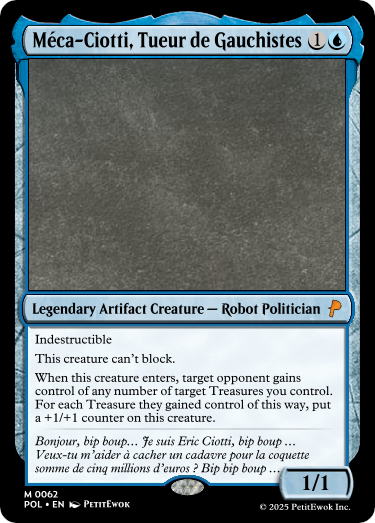 Méca-Ciotti, Tueur de Gauchistes 1
Legendary Artifact Creature — Robot Politician
Indestructible
This creature can't block.
When this creature enters, target opponent gains
control of any number of target Treasures you control.
For each Treasure they gained control of this way, put
a +1/+1 counter on this creature.
Bonjour, bip boup… Je suis Eric Ciotti, bip boup …
Veux-tu m'aider à cacher un cadavre pour la coquette
somme de cinq millions d'euros ? Bip bip boup …
1/1
M 0062
POL • EN PetitEwok
© 2025 PetitEwok Inc.